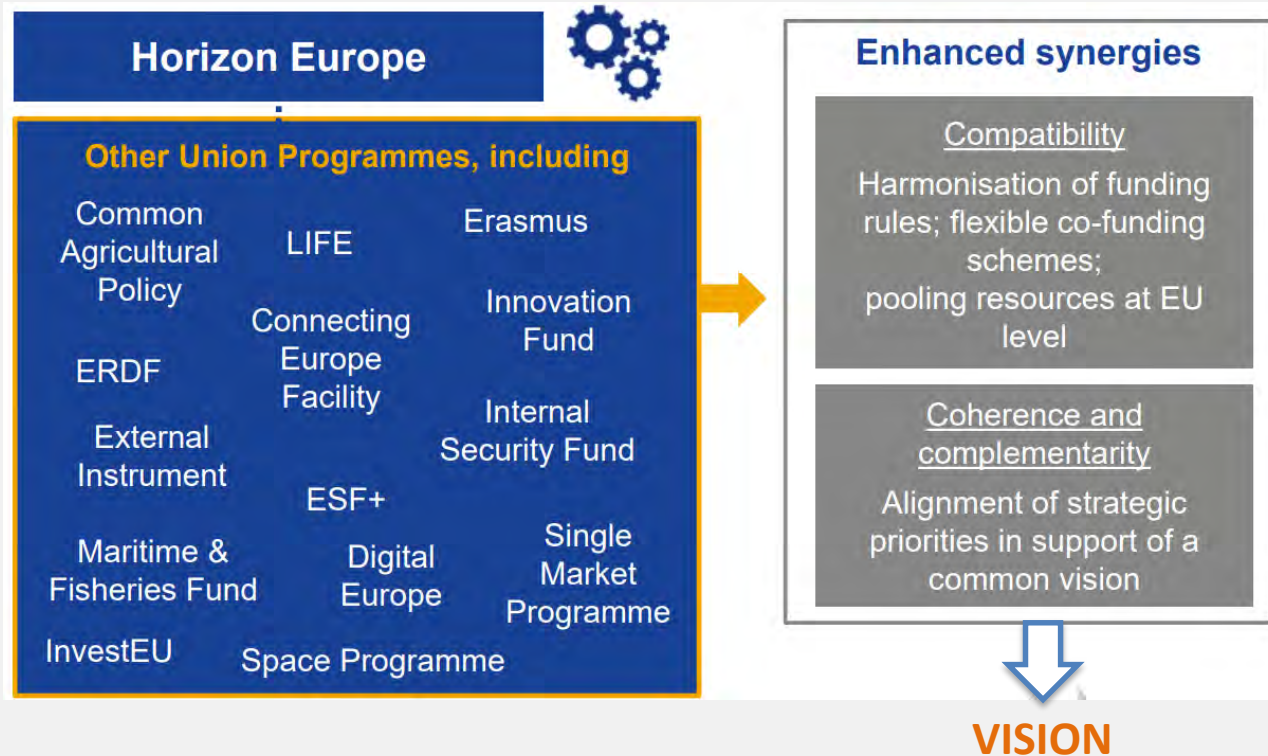 Horizon Europe
Other Union Programmes, including
Common
Agricultural
Policy
LIFE
Erasmus
Connecting
Europe
Facility
Innovation
Fund
ERDF
External
Instrument
Internal
Security Fund
ESF+
Maritime &
Fisheries Fund
Digital
Europe
Single
Market
Programme
InvestEU
Space Programme
Enhanced synergies
Compatibility
Harmonisation of funding
rules; flexible co-funding
schemes;
pooling resources at EU
level
Coherence and
complementarity
Alignment of strategic
priorities in support of a
common vision
VISION